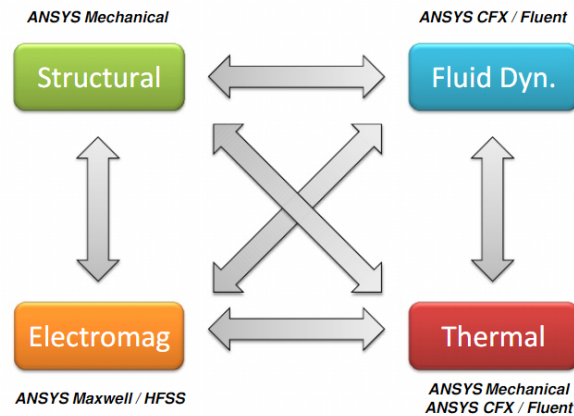 ANSYS Mechanical
ANSYS CFX / Fluent
Structural
Fluid Dyn.
Electromag
Thermal
ANSYS Maxwell / HFSS
ANSYS Mechanical
ANSYS CFX / Fluent